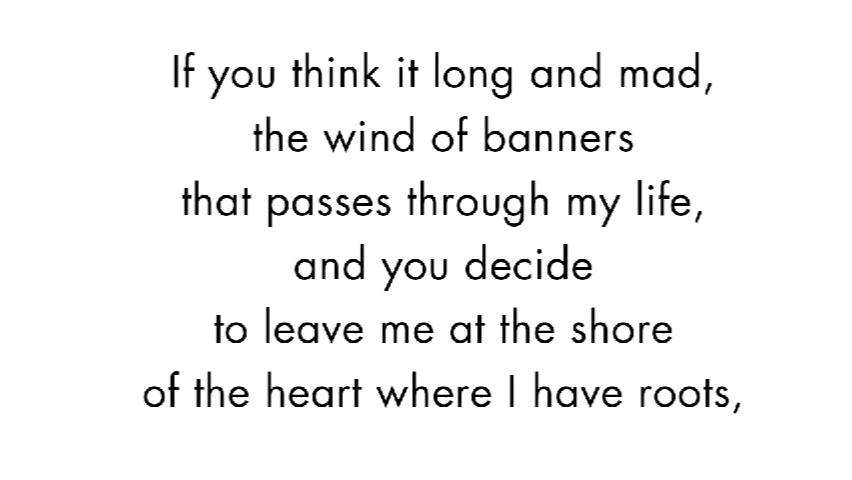 If you think it long and mad,
the wind of banners
that passes through my life,
and you decide
to leave me at the shore
of the heart where I have roots,